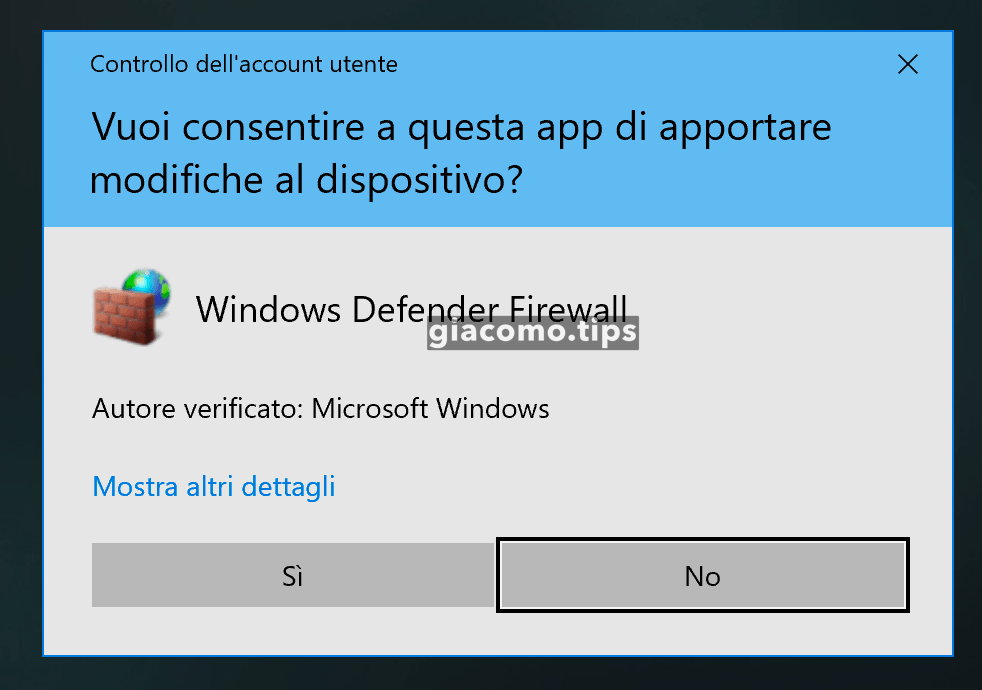 Controllo dell'account utente
Vuoi consentire a questa app di apportare
modifiche al dispositivo?
Windows Defender Firewall
giacomo.tips
Autore verificato: Microsoft Windows
Mostra altri dettagli
Sì
No